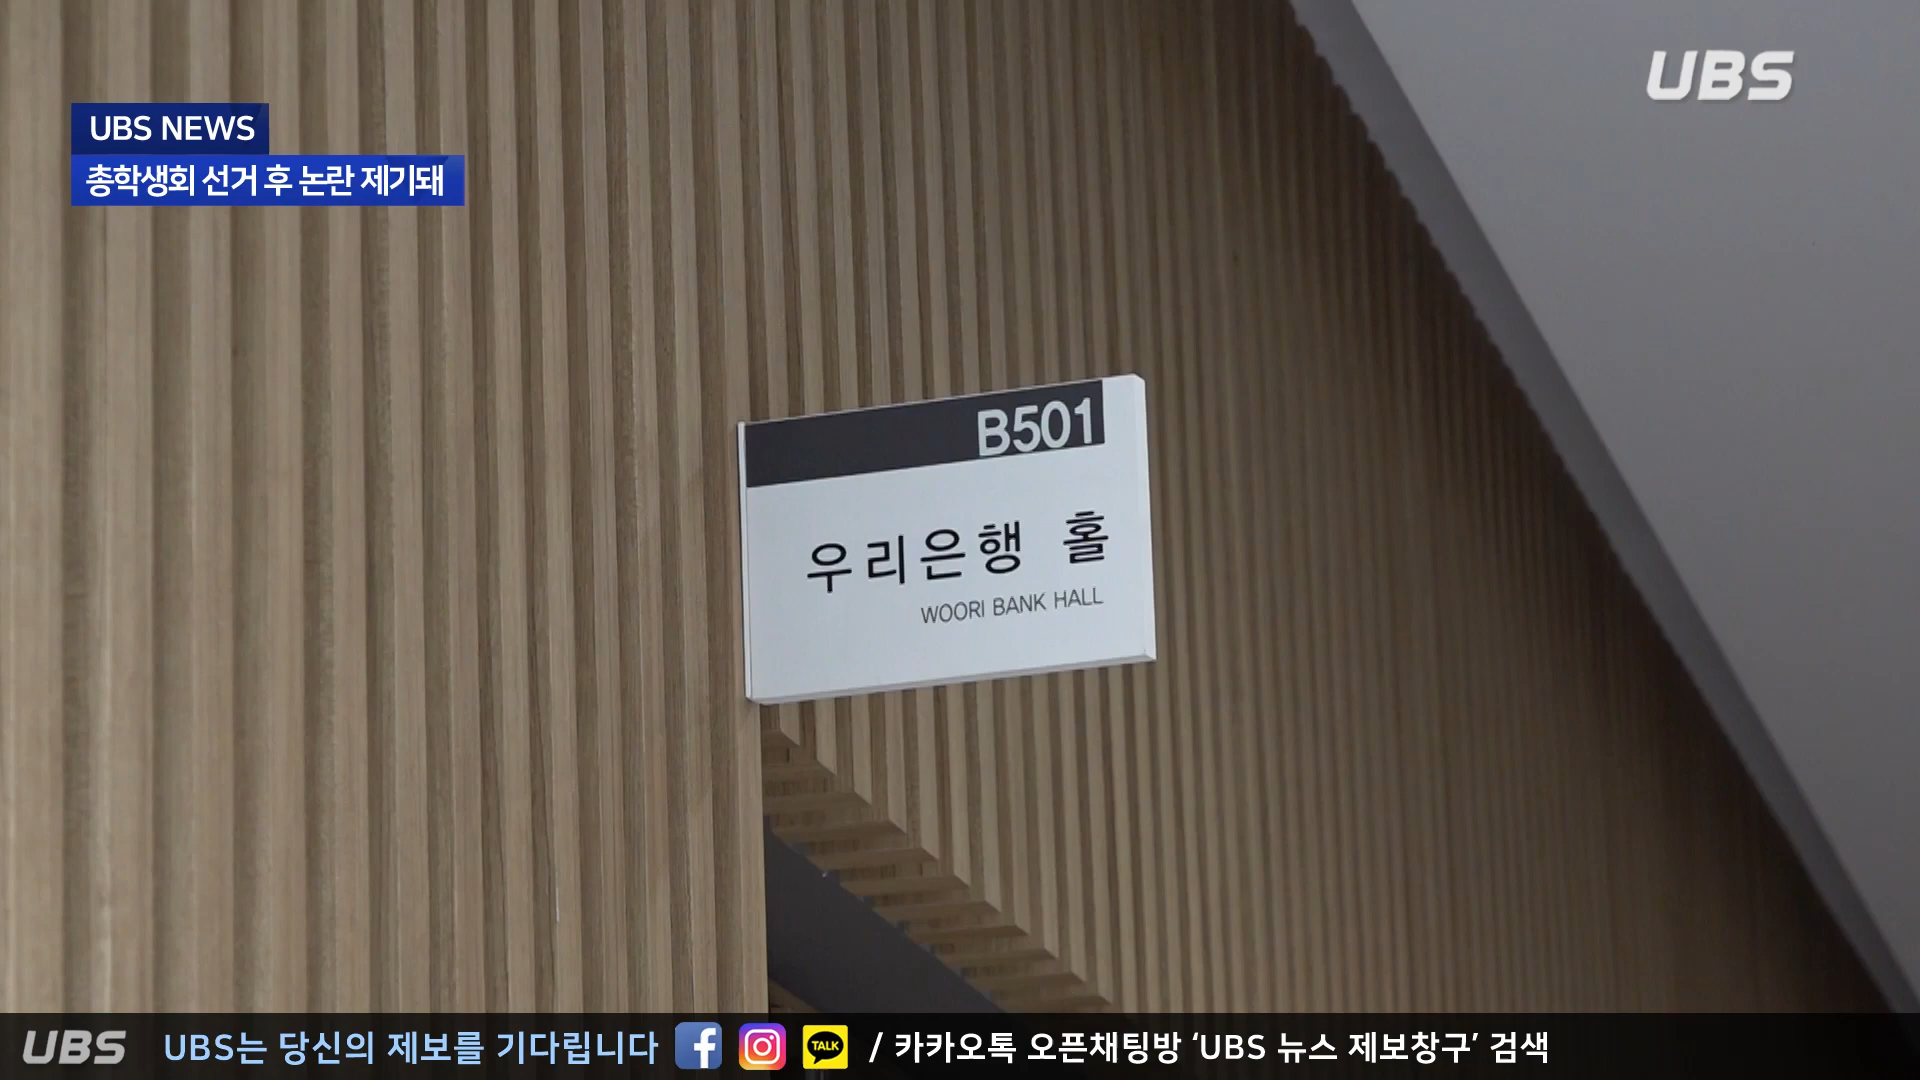 UBS
UBS NEWS
총학생회 선거 후 논란 제기돼
B501
우리은행 홀
WOORI BANK HALL
UBS UBS는 당신의 제보를 기다립니다 TALK / 카카오톡 오픈채팅방 ‘UBS 뉴스 제보창구’ 검색